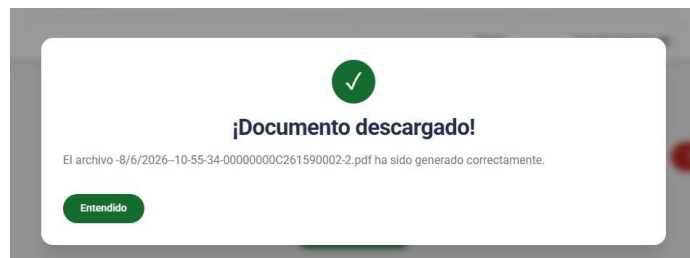 ¡Documento descargado!
El archivo -8/6/2026--10-55-34-00000000C261590002-2.pdf ha sido generado correctamente.
Entendido